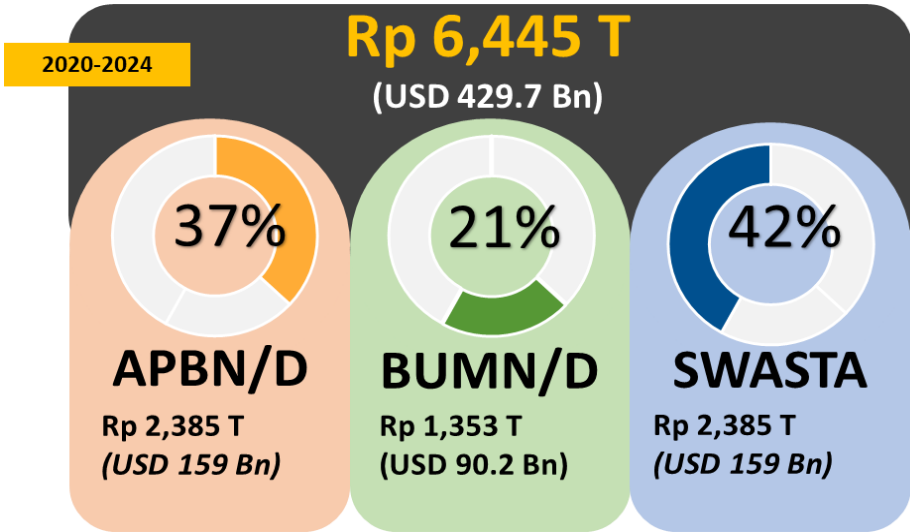 2020-2024
Rp 6,445 T
(USD 429.7 Bn)
37%
APBN/D
Rp 2,385 T
(USD 159 Bn)
21%
BUMN/D
Rp 1,353 T
(USD 90.2 Bn)
42%
SWASTA
Rp 2,385 T
(USD 159 Bn)